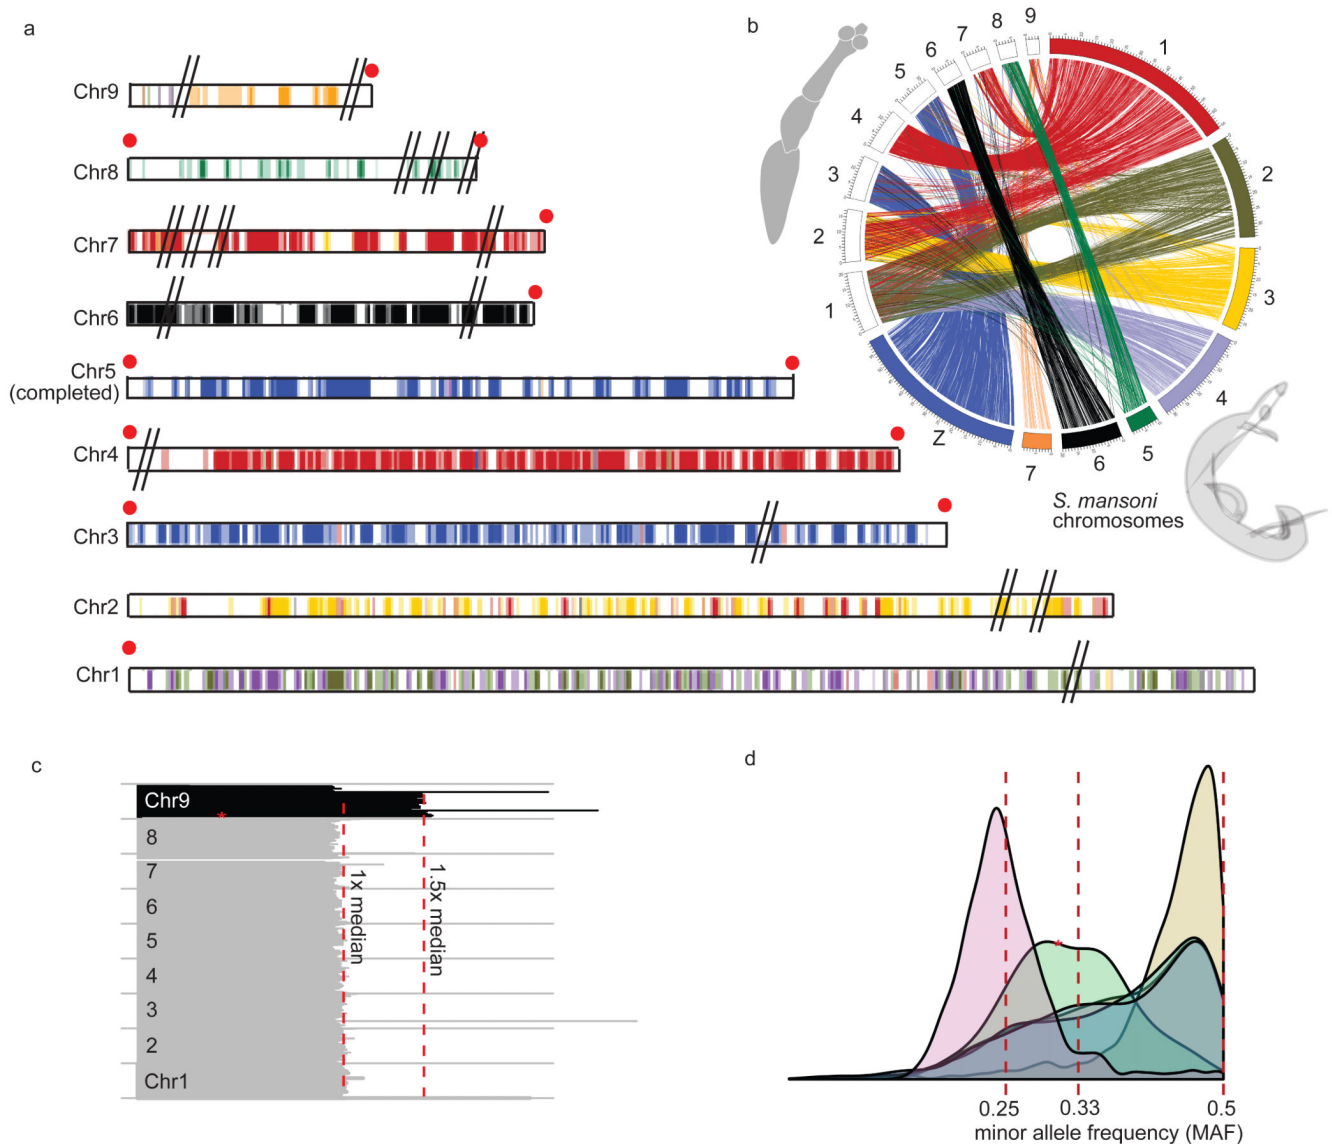 a
Chr9
Chr8
Chr7
Chr6
Chr5
(completed)
Chr4
Chr3
Chr2
Chr1
b
1
2
3
4
5
6
7
Z
1
2
3
4
5
6
7
8
9
S. mansoni
chromosomes
c
Chr9
*
8
7
6
5
4
3
2
Chr1
1x median
1.5x median
d
*
0.25
0.33
0.5
minor allele frequency (MAF)